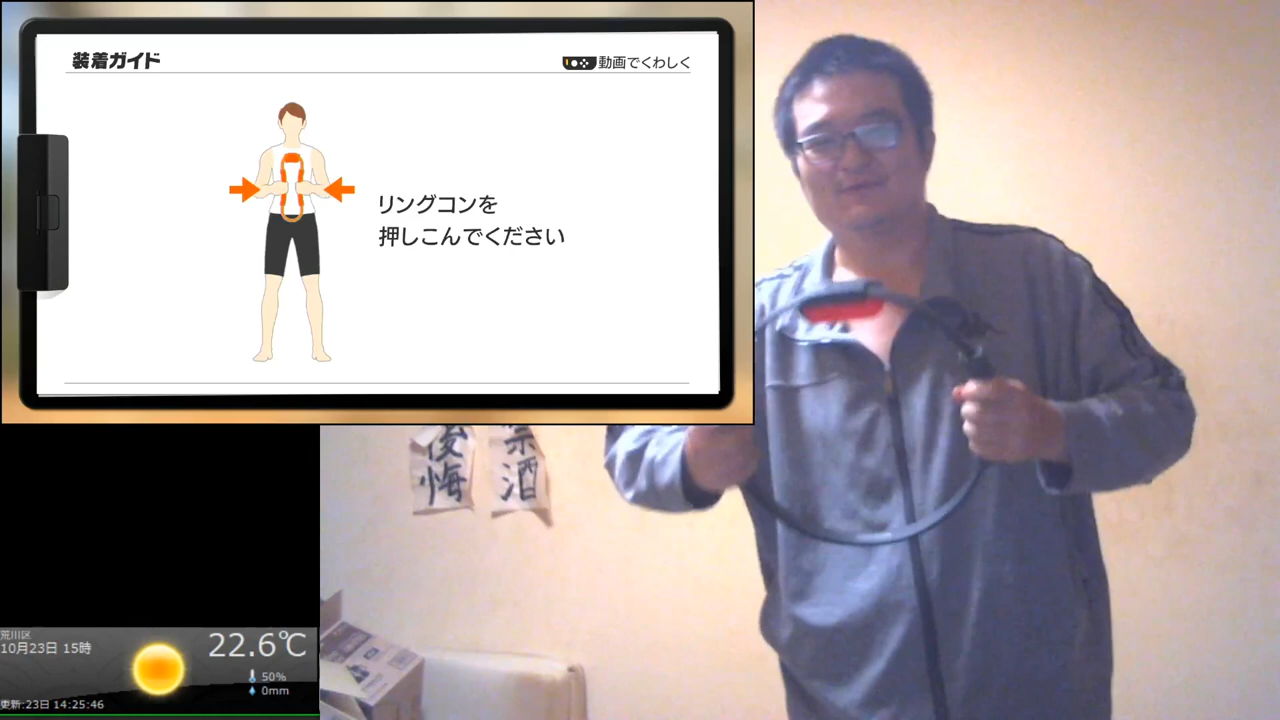 装着ガイド
動画でくわしく
リングコンを
押しこんでください
後悔
禁酒
荒川区
10月23日 15時
22.6℃
50%
0mm
更新:23日 14:25:46